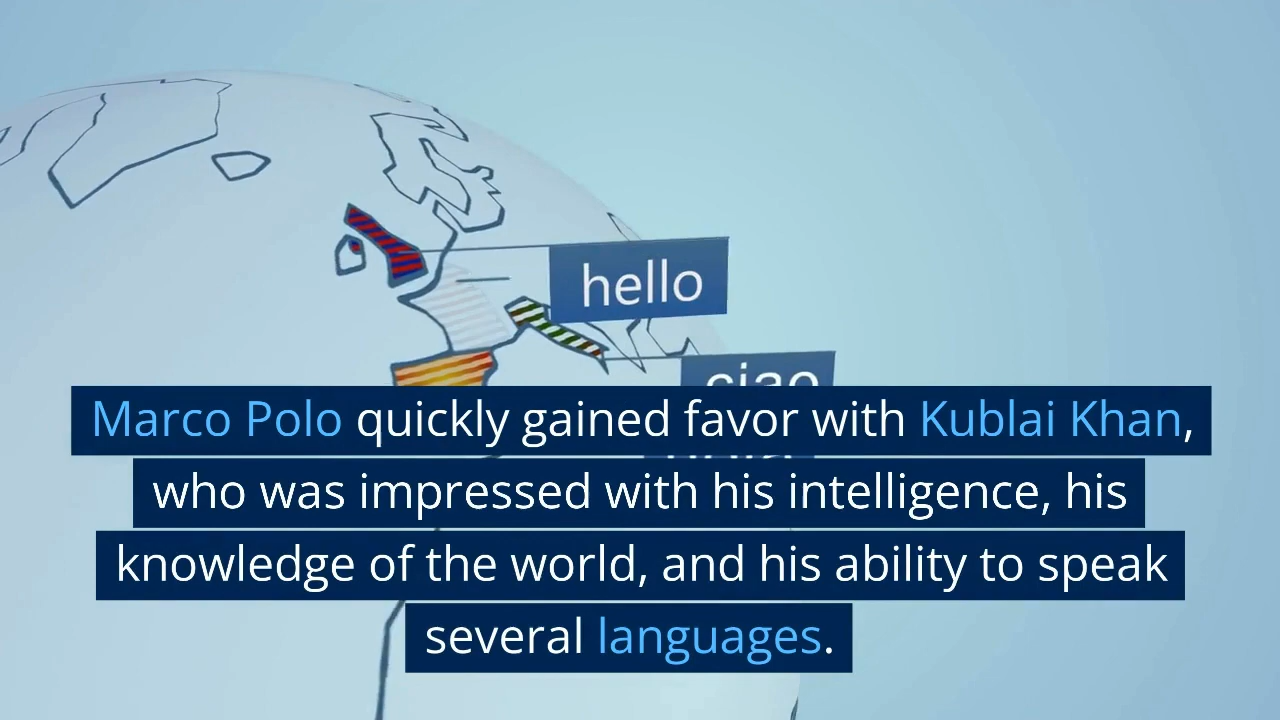 hello
ciao
Marco Polo quickly gained favor with Kublai Khan,
who was impressed with his intelligence, his
knowledge of the world, and his ability to speak
several languages.